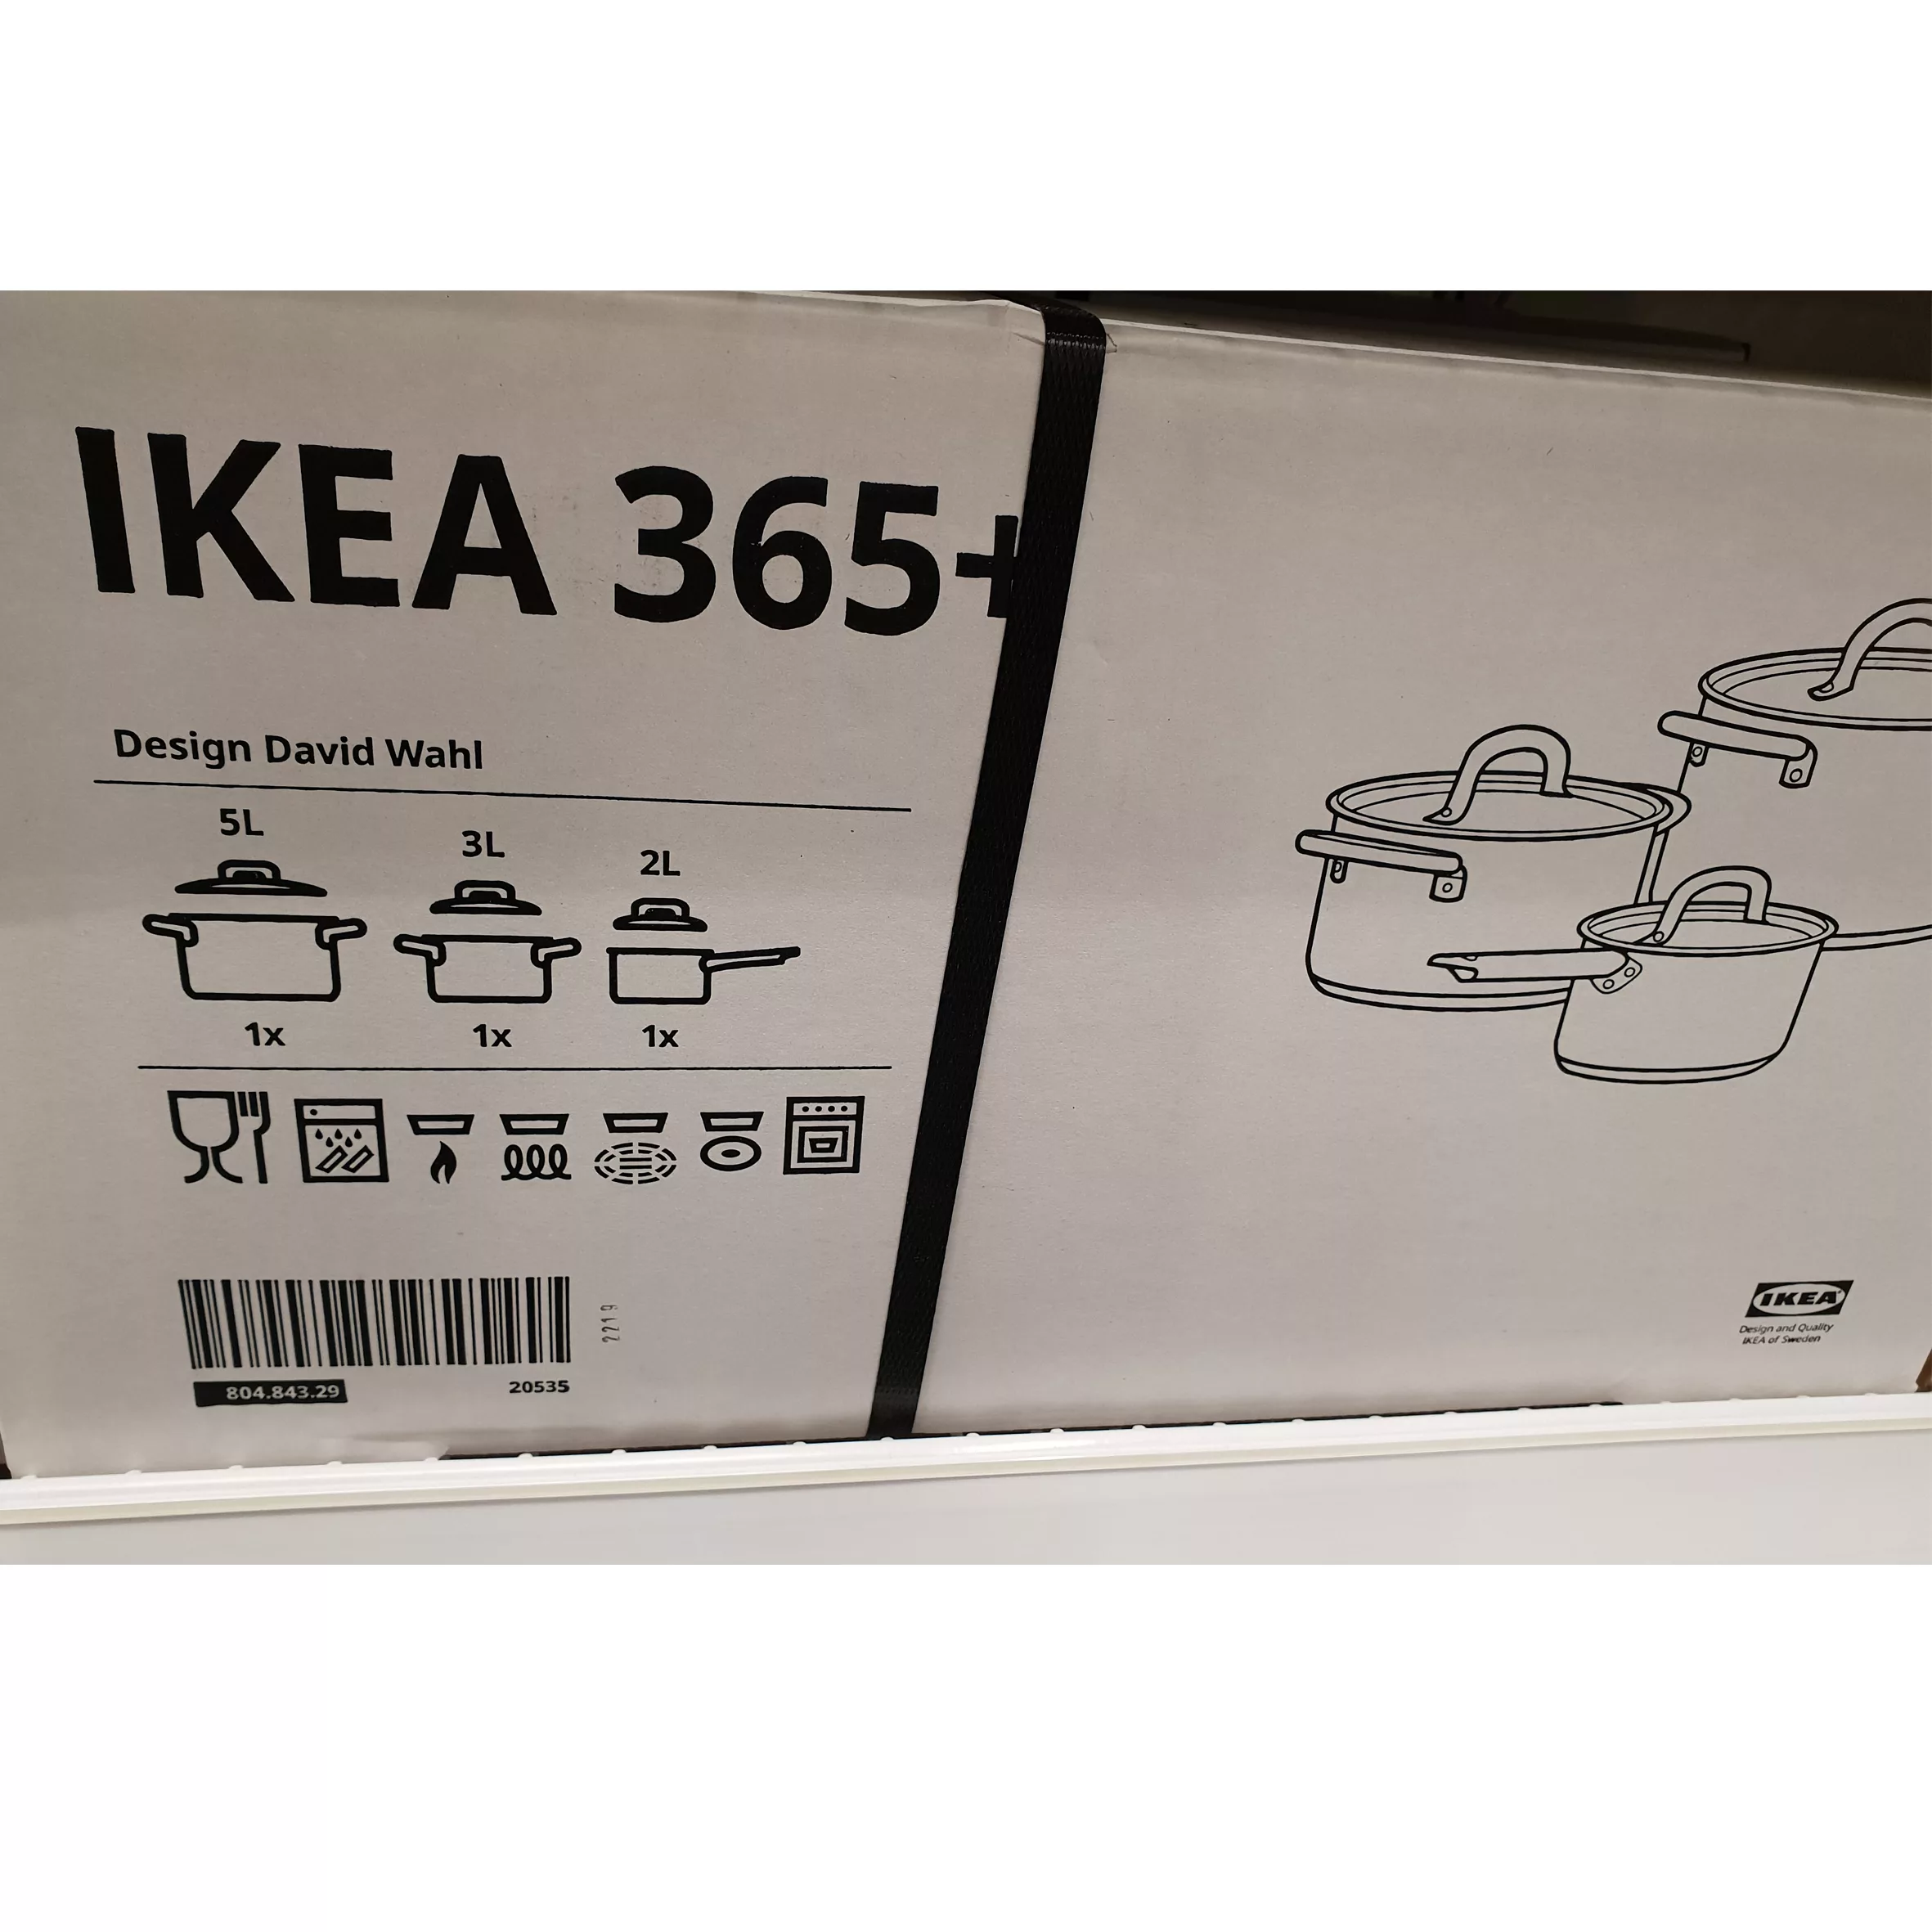 IKEA 365+
Design David Wahl
5L 3L 2L
1x 1x 1x
2219
804.843.29 20535
IKEA
Design and Quality
IKEA of Sweden